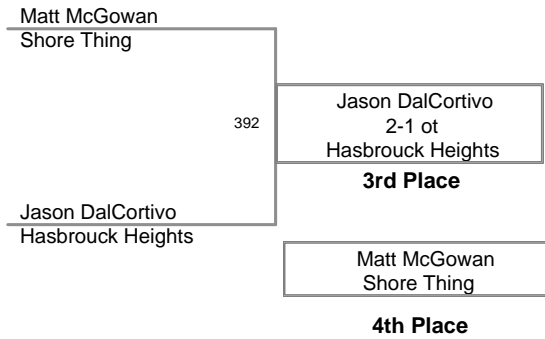 Matt McGowan
Shore Thing
392
Jason DalCortivo
2-1 ot
Hasbrouck Heights
3rd Place
Jason DalCortivo
Hasbrouck Heights
Matt McGowan
Shore Thing
4th Place